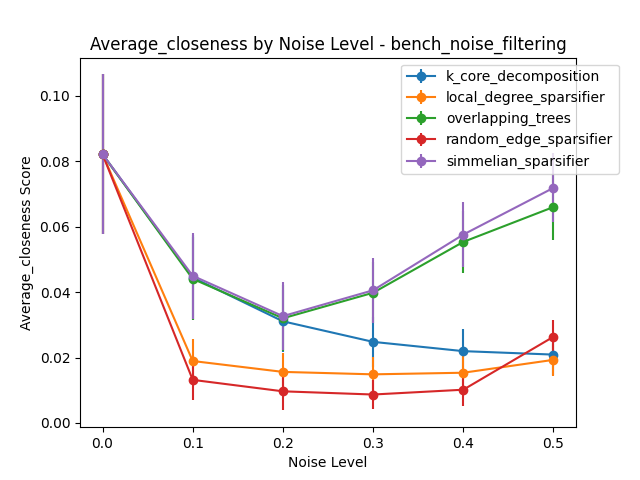 Average_closeness by Noise Level - bench_noise_filtering
k_core_decomposition
local_degree_sparsifier
overlapping_trees
random_edge_sparsifier
simmelian_sparsifier
Average_closeness Score
0.10
0.08
0.06
0.04
0.02
0.00
0.0 0.1 0.2 0.3 0.4 0.5
Noise Level